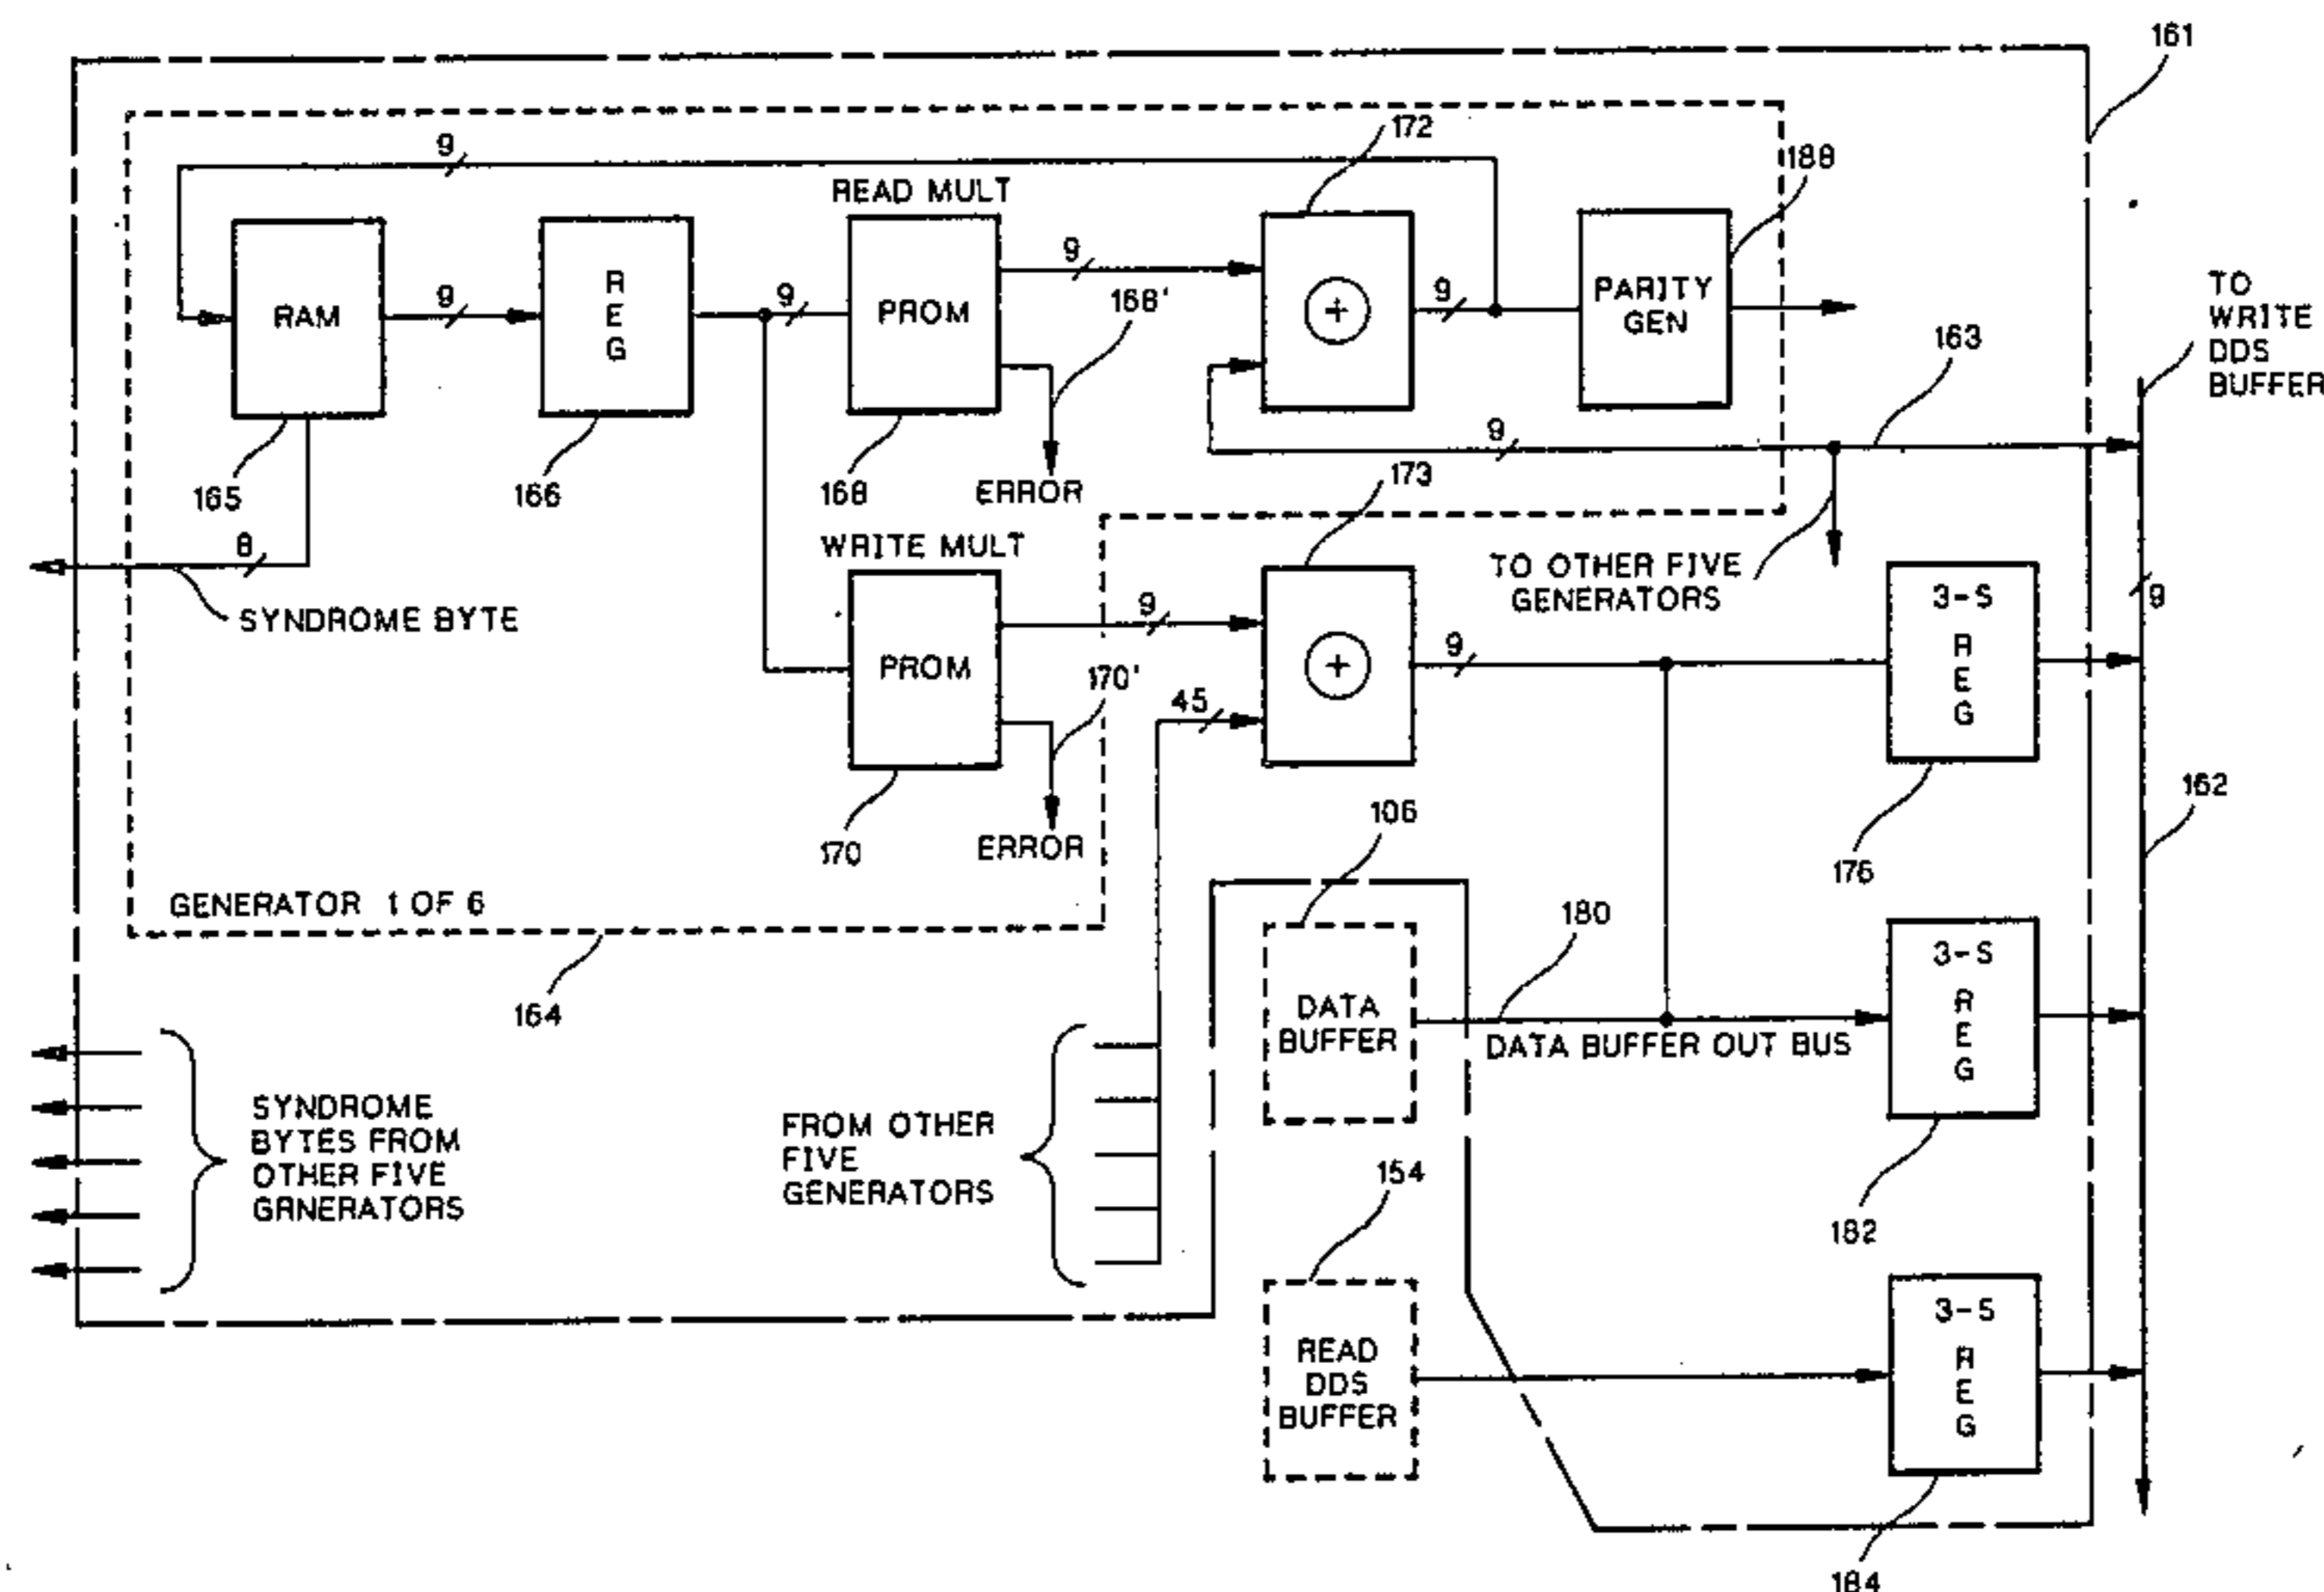 161
172
9
188
READ MULT
9
168'
TO
WRITE
DDS
BUFFER
RAM
9
R
E
G
9
PROM
+
9
PARITY
GEN
163
9
165
166
168
ERROR
173
8
WRITE MULT
TO OTHER FIVE
GENERATORS
3-S
R
E
G
9
SYNDROME BYTE
9
PROM
170'
+
9
45
170
ERROR
106
176
162
GENERATOR 1 OF 6
180
164
DATA
BUFFER
DATA BUFFER OUT BUS
3-S
R
E
G
SYNDROME
BYTES FROM
OTHER FIVE
GRNERATORS
FROM OTHER
FIVE
GENERATORS
154
182
READ
DDS
BUFFER
3-S
R
E
G
184